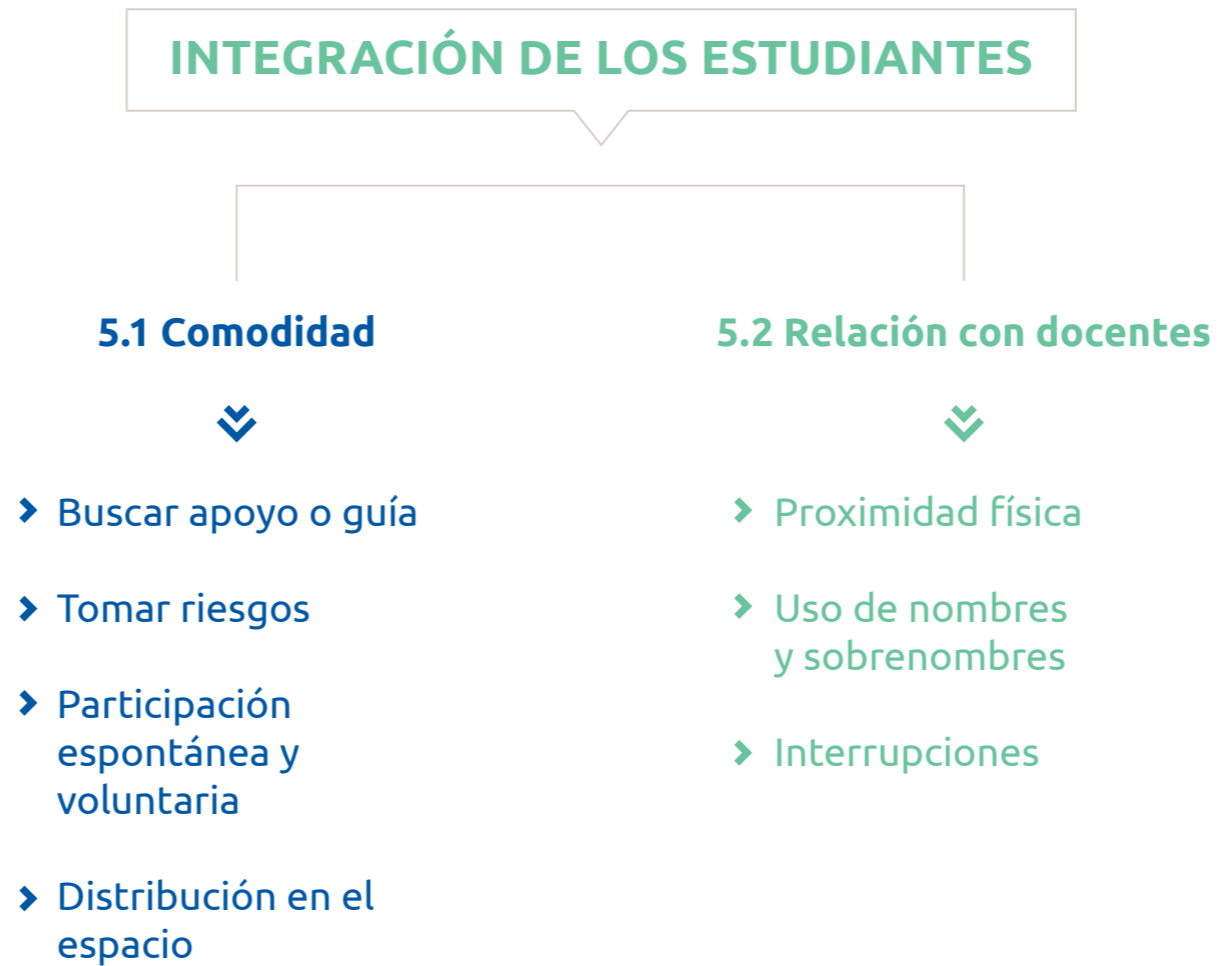 INTEGRACIÓN DE LOS ESTUDIANTES
5.1 Comodidad
Buscar apoyo o guía
Tomar riesgos
Participación
espontánea y
voluntaria
Distribución en el
espacio
5.2 Relación con docentes
Proximidad física
Uso de nombres
y sobrenombres
Interrupciones